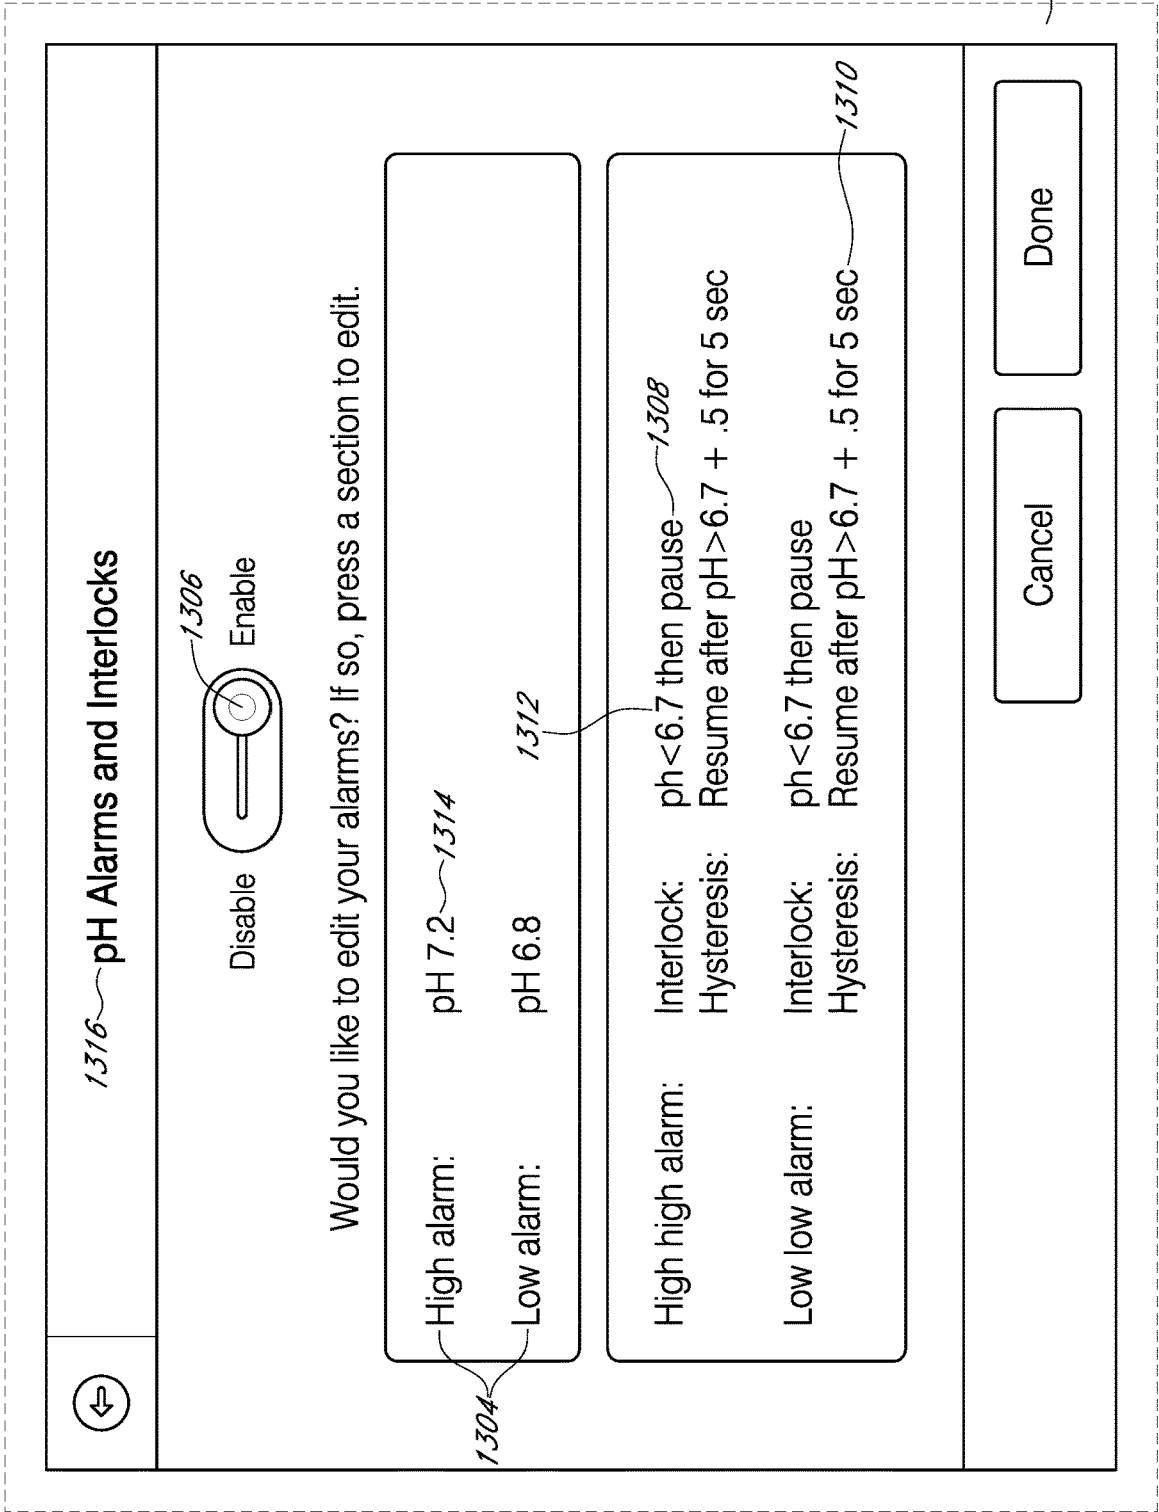 1316
pH Alarms and Interlocks
1306
Disable
Enable
Would you like to edit your alarms? If so, press a section to edit.
1304
High alarm: pH 7.2
1314
Low alarm: pH 6.8
1312
High high alarm: Interlock: ph<6.7 then pause
1308
Hysteresis: Resume after pH>6.7 + .5 for 5 sec
Low low alarm: Interlock: ph<6.7 then pause
Hysteresis: Resume after pH>6.7 + .5 for 5 sec
1310
Cancel
Done